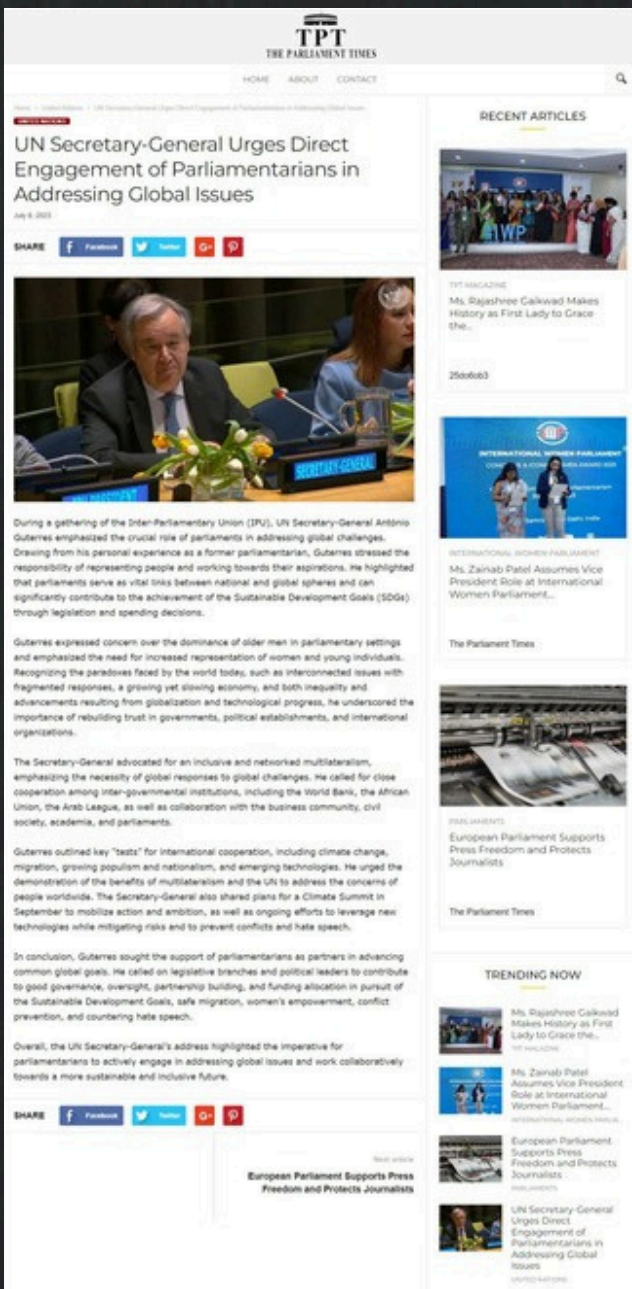 TPT
THE PARLIAMENT TIMES
HOME ABOUT CONTACT
UNITED NATIONS
UN Secretary-General Urges Direct
Engagement of Parliamentarians in
Addressing Global Issues
SHARE Facebook Twitter G+
SECRETARY-GENERAL
PRESIDENT
During a gathering of the Inter-Parliamentary Union (IPU), UN Secretary-General António
Guterres emphasized the crucial role of parliaments in addressing global challenges.
Drawing from his personal experience as a former parliamentarian, Guterres stressed the
responsibility of representing people and working towards their aspirations. He highlighted
that parliaments serve as vital links between national and global spheres and can
significantly contribute to the achievement of the Sustainable Development Goals (SDGs)
through legislation and spending decisions.
Guterres expressed concern over the dominance of older men in parliamentary settings
and emphasized the need for increased representation of women and young individuals.
Recognizing the paradoxes faced by the world today, such as interconnected issues with
fragmented responses, a growing yet slowing economy, and both inequality and
advancements resulting from globalization and technological progress, he underscored the
importance of rebuilding trust in governments, political establishments, and international
organizations.
The Secretary-General advocated for an inclusive and networked multilateralism,
emphasizing the necessity of global responses to global challenges. He called for close
cooperation among inter-governmental institutions, including the World Bank, the African
Union, the Arab League, as well as collaboration with the business community, civil
society, academia, and parliaments.
Guterres outlined key "tests" for international cooperation, including climate change,
migration, growing populism and nationalism, and emerging technologies. He urged the
demonstration of the benefits of multilateralism and the UN to address the concerns of
people worldwide. The Secretary-General also shared plans for a Climate Summit in
September to mobilize action and ambition, as well as ongoing efforts to leverage new
technologies while mitigating risks and to prevent conflicts and hate speech.
In conclusion, Guterres sought the support of parliamentarians as partners in advancing
common global goals. He called on legislative branches and political leaders to contribute
to good governance, oversight, partnership building, and funding allocation in pursuit of
the Sustainable Development Goals, safe migration, women's empowerment, conflict
prevention, and countering hate speech.
Overall, the UN Secretary-General's address highlighted the imperative for
parliamentarians to actively engage in addressing global issues and work collaboratively
towards a more sustainable and inclusive future.
SHARE Facebook Twitter G+
Next article
European Parliament Supports Press
Freedom and Protects Journalists
RECENT ARTICLES
IWP
TPT MAGAZINE
Ms. Rajashree Gaikwad Makes
History as First Lady to Grace
the...
INTERNATIONAL WOMEN PARLIAMENT
INTERNATIONAL WOMEN PARLIAMENT
Ms. Zainab Patel Assumes Vice
President Role at International
Women Parliament...
The Parliament Times
PARLIAMENTS
European Parliament Supports
Press Freedom and Protects
Journalists
The Parliament Times
TRENDING NOW
Ms. Rajashree Gaikwad
Makes History as First
Lady to Grace the...
TPT MAGAZINE
Ms. Zainab Patel
Assumes Vice President
Role at International
Women Parliament...
European Parliament
Supports Press
Freedom and Protects
Journalists
PARLIAMENTS
UN Secretary-General
Urges Direct
Engagement of
Parliamentarians in
Addressing Global
Issues
UNITED NATIONS